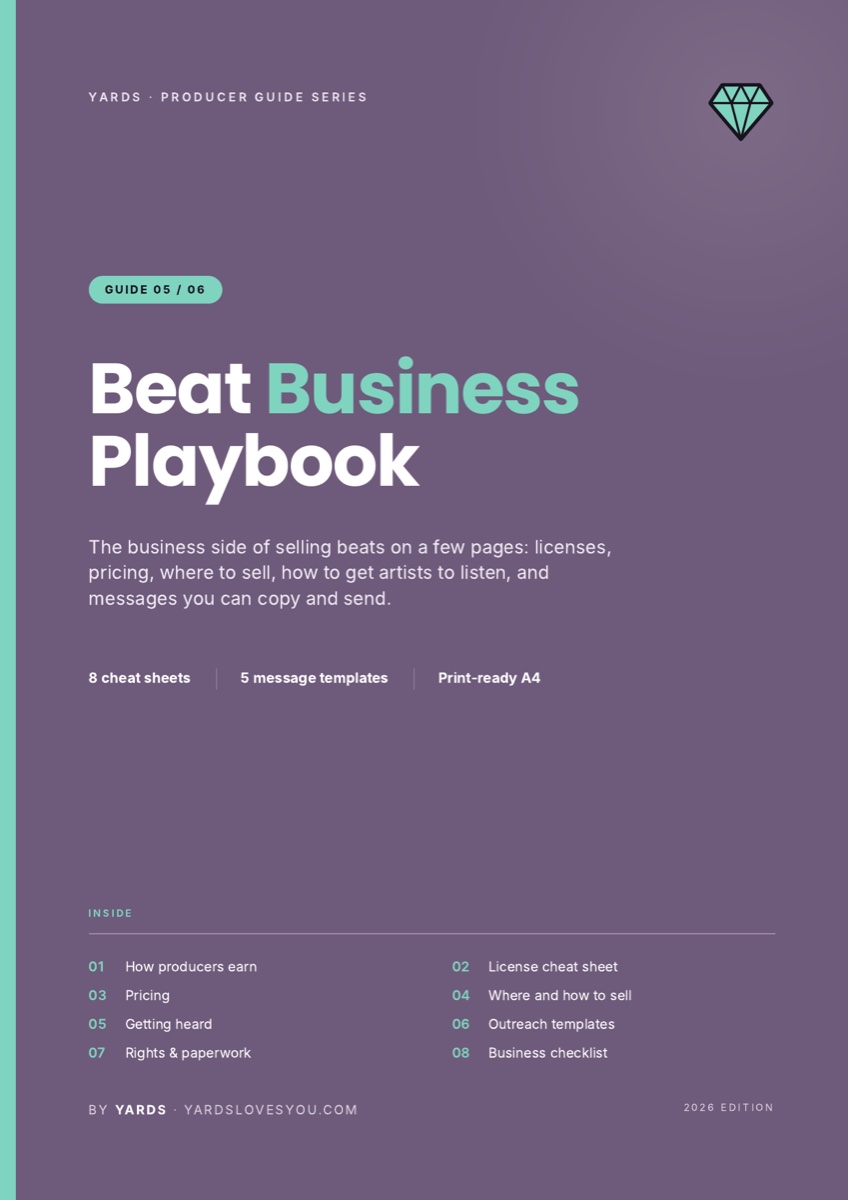 YARDS · PRODUCER GUIDE SERIES
GUIDE 05 / 06
Beat Business
Playbook
The business side of selling beats on a few pages: licenses,
pricing, where to sell, how to get artists to listen, and
messages you can copy and send.
8 cheat sheets 5 message templates Print-ready A4
INSIDE
01 How producers earn
02 License cheat sheet
03 Pricing
04 Where and how to sell
05 Getting heard
06 Outreach templates
07 Rights & paperwork
08 Business checklist
BY YARDS · YARDSLOVESYOU.COM
2026 EDITION